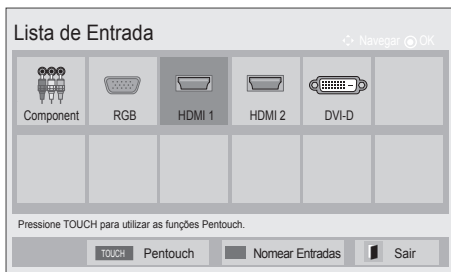 Lista de Entrada
Navegar OK
Component RGB HDMI 1 HDMI 2 DVI-D
Pressione TOUCH para utilizar as funções Pentouch.
TOUCH Pentouch Nomear Entradas Sair